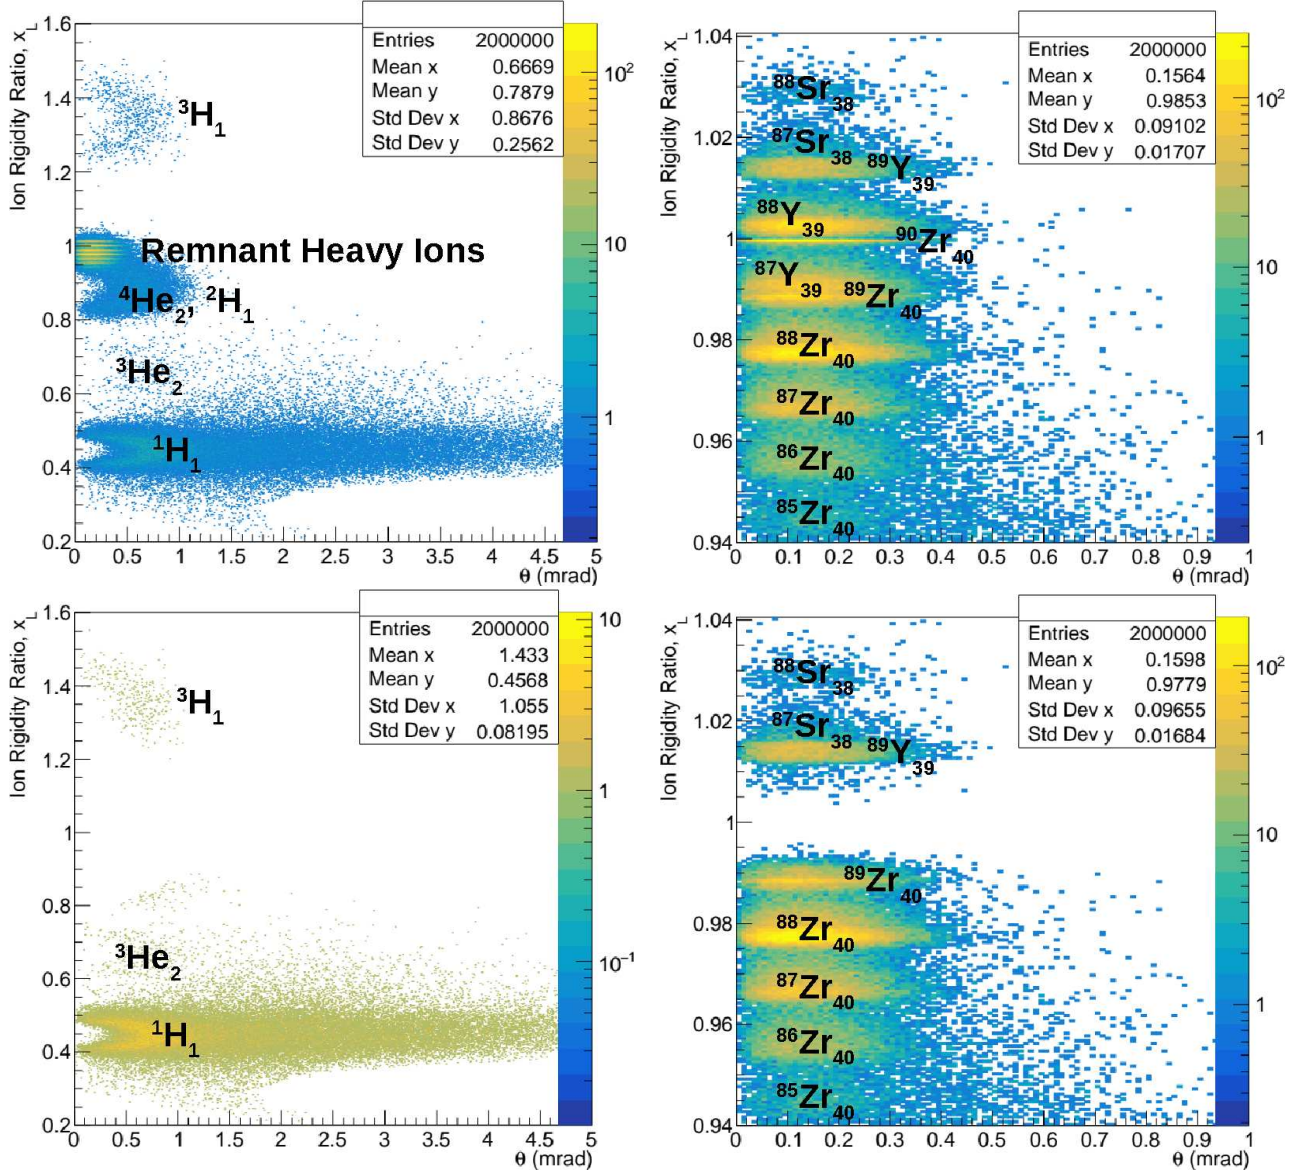 Ion Rigidity Ratio, x_L
1.6
1.4
1.2
1
0.8
0.6
0.4
0.2
0 0.5 1 1.5 2 2.5 3 3.5 4 4.5 5
θ (mrad)
Entries 2000000
Mean x 0.6669
Mean y 0.7879
Std Dev x 0.8676
Std Dev y 0.2562
10²
10
1
³H₁
Remnant Heavy Ions
⁴He₂, ²H₁
³He₂
¹H₁
Ion Rigidity Ratio, x_L
1.04
1.02
1
0.98
0.96
0.94
0 0.1 0.2 0.3 0.4 0.5 0.6 0.7 0.8 0.9 1
θ (mrad)
Entries 2000000
Mean x 0.1564
Mean y 0.9853
Std Dev x 0.09102
Std Dev y 0.01707
10²
10
1
⁸⁸Sr₃₈
⁸⁷Sr₃₈ ⁸⁹Y₃₉
⁸⁸Y₃₉
⁹⁰Zr₄₀
⁸⁷Y₃₉ ⁸⁹Zr₄₀
⁸⁸Zr₄₀
⁸⁷Zr₄₀
⁸⁶Zr₄₀
⁸⁵Zr₄₀
Ion Rigidity Ratio, x_L
1.6
1.4
1.2
1
0.8
0.6
0.4
0.2
0 0.5 1 1.5 2 2.5 3 3.5 4 4.5 5
θ (mrad)
Entries 2000000
Mean x 1.433
Mean y 0.4568
Std Dev x 1.055
Std Dev y 0.08195
10
1
10⁻¹
³H₁
³He₂
¹H₁
Ion Rigidity Ratio, x_L
1.04
1.02
1
0.98
0.96
0.94
0 0.1 0.2 0.3 0.4 0.5 0.6 0.7 0.8 0.9 1
θ (mrad)
Entries 2000000
Mean x 0.1598
Mean y 0.9779
Std Dev x 0.09655
Std Dev y 0.01684
10²
10
1
⁸⁸Sr₃₈
⁸⁷Sr₃₈ ⁸⁹Y₃₉
⁸⁹Zr₄₀
⁸⁸Zr₄₀
⁸⁷Zr₄₀
⁸⁶Zr₄₀
⁸⁵Zr₄₀